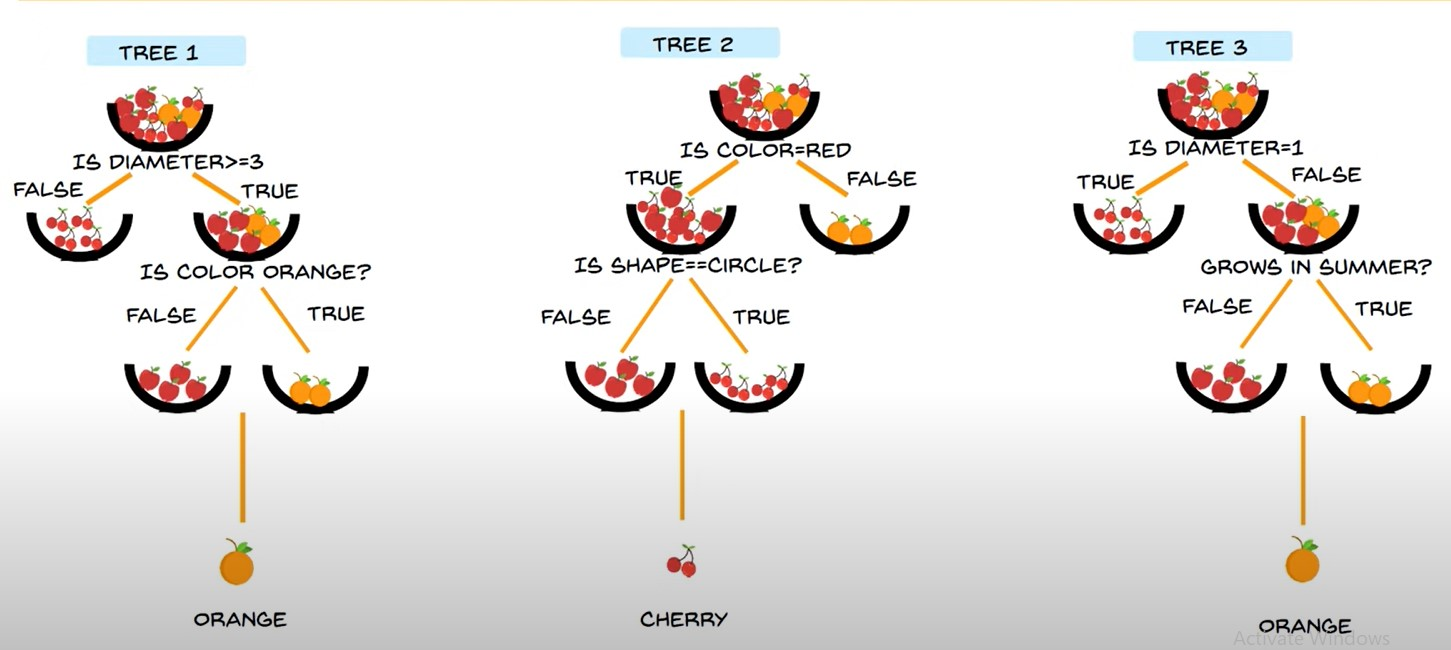 TREE 1
IS DIAMETER>=3
FALSE
TRUE
IS COLOR ORANGE?
FALSE
TRUE
ORANGE
TREE 2
IS COLOR=RED
TRUE
FALSE
IS SHAPE==CIRCLE?
FALSE
TRUE
CHERRY
TREE 3
IS DIAMETER=1
TRUE
FALSE
GROWS IN SUMMER?
FALSE
TRUE
ORANGE
Activate Windows